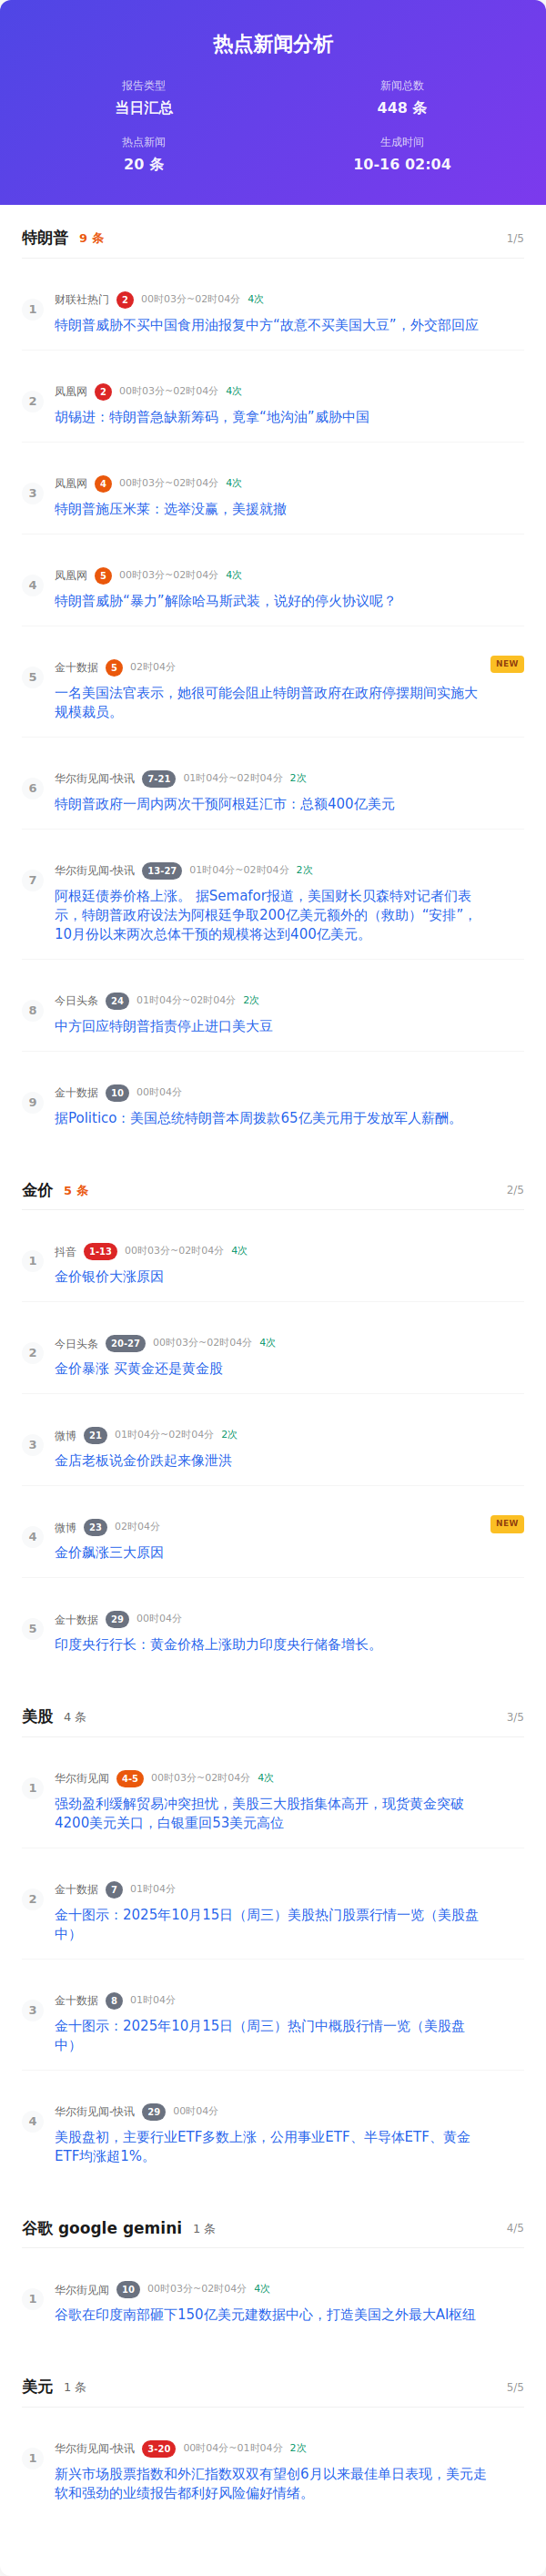 热点新闻分析
报告类型
当日汇总
新闻总数
448 条
热点新闻
20 条
生成时间
10-16 02:04
特朗普 9 条 1/5
1
财联社热门 2 00时03分~02时04分 4次
特朗普威胁不买中国食用油报复中方“故意不买美国大豆”，外交部回应
2
凤凰网 2 00时03分~02时04分 4次
胡锡进：特朗普急缺新筹码，竟拿“地沟油”威胁中国
3
凤凰网 4 00时03分~02时04分 4次
特朗普施压米莱：选举没赢，美援就撤
4
凤凰网 5 00时03分~02时04分 4次
特朗普威胁“暴力”解除哈马斯武装，说好的停火协议呢？
5
金十数据 5 02时04分 NEW
一名美国法官表示，她很可能会阻止特朗普政府在政府停摆期间实施大
规模裁员。
6
华尔街见闻-快讯 7-21 01时04分~02时04分 2次
特朗普政府一周内两次干预阿根廷汇市：总额400亿美元
7
华尔街见闻-快讯 13-27 01时04分~02时04分 2次
阿根廷债券价格上涨。 据Semafor报道，美国财长贝森特对记者们表
示，特朗普政府设法为阿根廷争取200亿美元额外的（救助）“安排”，
10月份以来两次总体干预的规模将达到400亿美元。
8
今日头条 24 01时04分~02时04分 2次
中方回应特朗普指责停止进口美大豆
9
金十数据 10 00时04分
据Politico：美国总统特朗普本周拨款65亿美元用于发放军人薪酬。
金价 5 条 2/5
1
抖音 1-13 00时03分~02时04分 4次
金价银价大涨原因
2
今日头条 20-27 00时03分~02时04分 4次
金价暴涨 买黄金还是黄金股
3
微博 21 01时04分~02时04分 2次
金店老板说金价跌起来像泄洪
4
微博 23 02时04分 NEW
金价飙涨三大原因
5
金十数据 29 00时04分
印度央行行长：黄金价格上涨助力印度央行储备增长。
美股 4 条 3/5
1
华尔街见闻 4-5 00时03分~02时04分 4次
强劲盈利缓解贸易冲突担忧，美股三大股指集体高开，现货黄金突破
4200美元关口，白银重回53美元高位
2
金十数据 7 01时04分
金十图示：2025年10月15日（周三）美股热门股票行情一览（美股盘
中）
3
金十数据 8 01时04分
金十图示：2025年10月15日（周三）热门中概股行情一览（美股盘
中）
4
华尔街见闻-快讯 29 00时04分
美股盘初，主要行业ETF多数上涨，公用事业ETF、半导体ETF、黄金
ETF均涨超1%。
谷歌 google gemini 1 条 4/5
1
华尔街见闻 10 00时03分~02时04分 4次
谷歌在印度南部砸下150亿美元建数据中心，打造美国之外最大AI枢纽
美元 1 条 5/5
1
华尔街见闻-快讯 3-20 00时04分~01时04分 2次
新兴市场股票指数和外汇指数双双有望创6月以来最佳单日表现，美元走
软和强劲的业绩报告都利好风险偏好情绪。